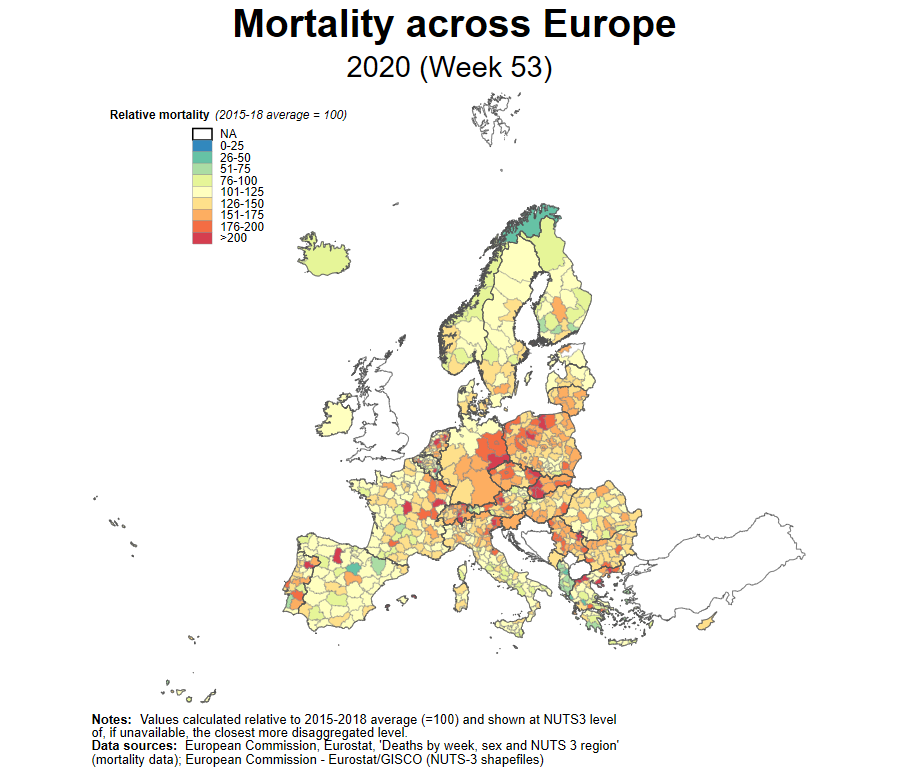 Mortality across Europe
2020 (Week 53)
Relative mortality (2015-18 average = 100)
NA
0-25
26-50
51-75
76-100
101-125
126-150
151-175
176-200
>200
Notes: Values calculated relative to 2015-2018 average (=100) and shown at NUTS3 level
of, if unavailable, the closest more disaggregated level.
Data sources: European Commission, Eurostat, 'Deaths by week, sex and NUTS 3 region'
(mortality data); European Commission - Eurostat/GISCO (NUTS-3 shapefiles)